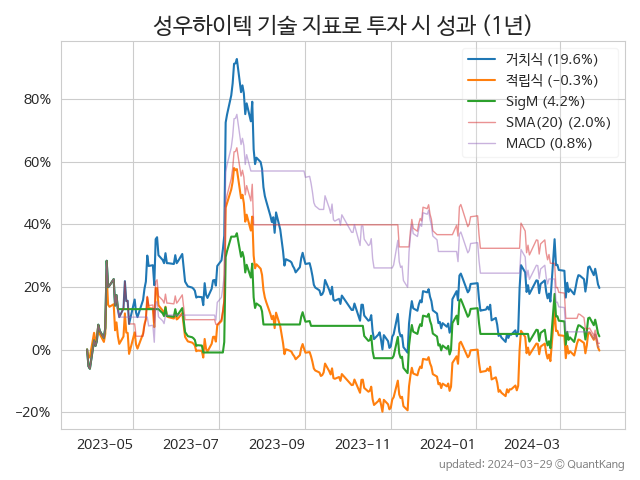 성우하이텍 기술 지표로 투자 시 성과 (1년)
거치식 (19.6%)
적립식 (−0.3%)
SigM (4.2%)
SMA(20) (2.0%)
MACD (0.8%)
80%
60%
40%
20%
0%
−20%
2023-05 2023-07 2023-09 2023-11 2024-01 2024-03
updated: 2024-03-29 © QuantKang